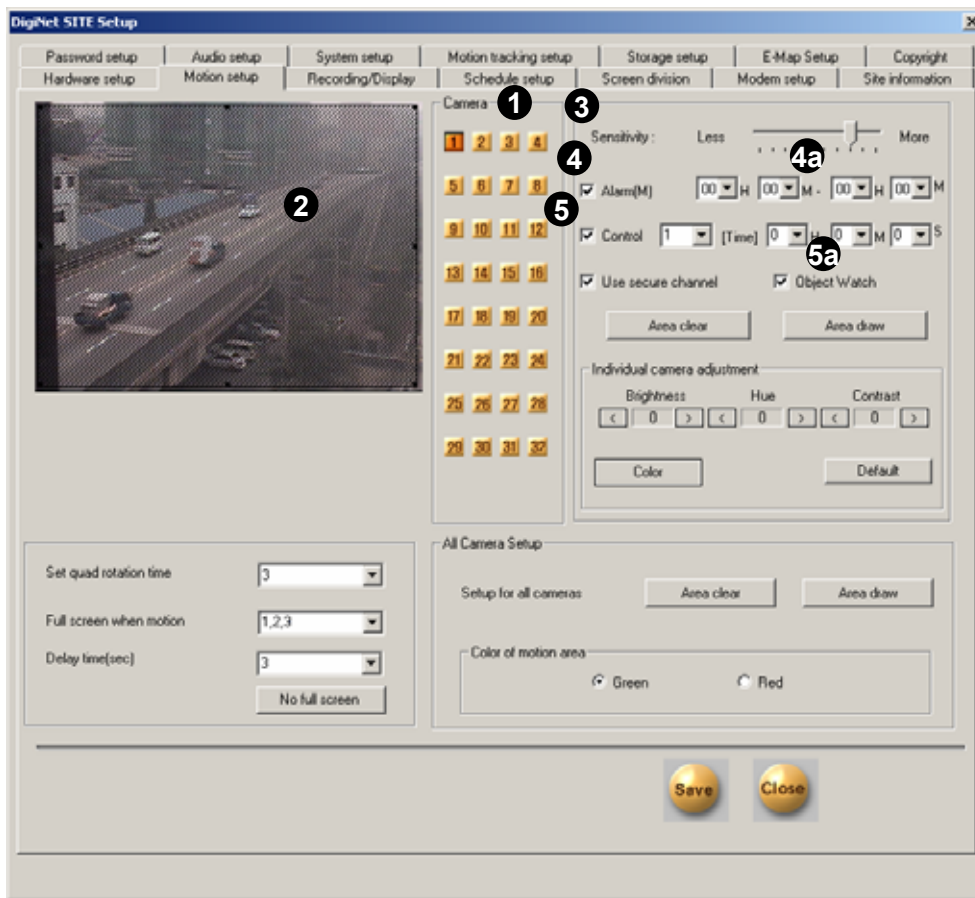 DigiNet SITE Setup
Password setup Audio setup System setup Motion tracking setup Storage setup E-Map Setup Copyright
Hardware setup Motion setup Recording/Display Schedule setup Screen division Modem setup Site information
Camera 1 3
1 2 3 4 Sensitivity : Less More
4 4a
5 6 7 8 Alarm(M) 00 H 00 M - 00 H 00 M
2 5
9 10 11 12 Control 1 [Time] 0 H 0 M 0 S
5a
13 14 15 16 Use secure channel Object Watch
17 18 19 20 Area clear Area draw
21 22 23 24 Individual camera adjustment
Brightness Hue Contrast
25 26 27 28 < 0 > < 0 > < 0 >
29 30 31 32
Color Default
All Camera Setup
Set quad rotation time 3
Setup for all cameras Area clear Area draw
Full screen when motion 1,2,3
Delay time(sec) 3
Color of motion area
Green Red
No full screen
Save Close